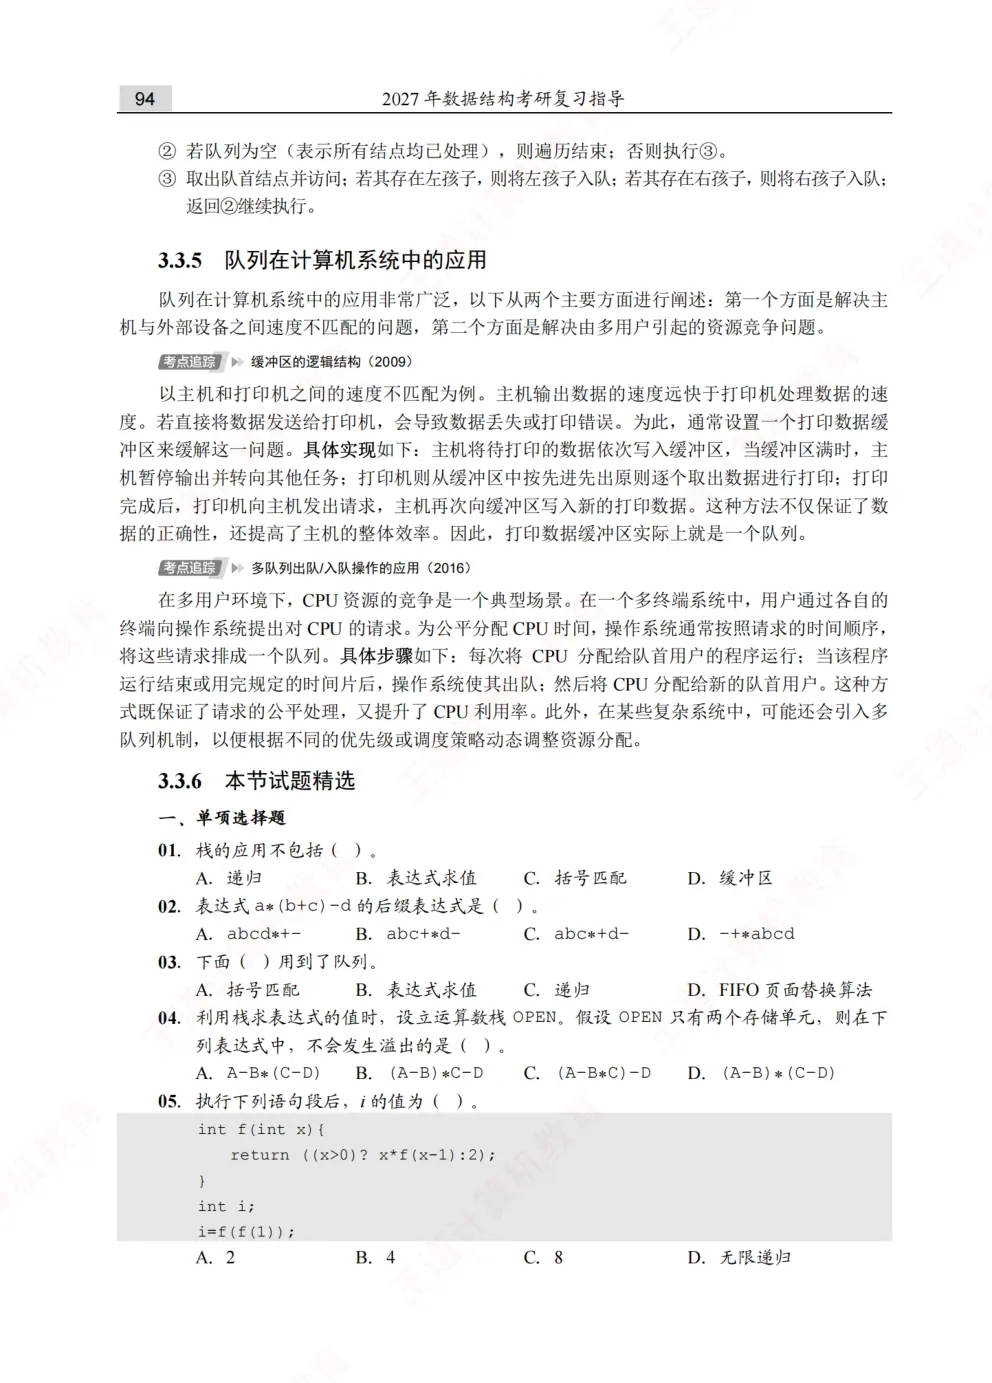 94
2027 年数据结构考研复习指导
② 若队列为空（表示所有结点均已处理），则遍历结束；否则执行③。
③ 取出队首结点并访问；若其存在左孩子，则将左孩子入队；若其存在右孩子，则将右孩子入队；
返回②继续执行。
3.3.5 队列在计算机系统中的应用
队列在计算机系统中的应用非常广泛，以下从两个主要方面进行阐述：第一个方面是解决主
机与外部设备之间速度不匹配的问题，第二个方面是解决由多用户引起的资源竞争问题。
考点追踪 缓冲区的逻辑结构（2009）
以主机和打印机之间的速度不匹配为例。主机输出数据的速度远快于打印机处理数据的速
度。若直接将数据发送给打印机，会导致数据丢失或打印错误。为此，通常设置一个打印数据缓
冲区来缓解这一问题。具体实现如下：主机将待打印的数据依次写入缓冲区，当缓冲区满时，主
机暂停输出并转向其他任务；打印机则从缓冲区中按先进先出原则逐个取出数据进行打印；打印
完成后，打印机向主机发出请求，主机再次向缓冲区写入新的打印数据。这种方法不仅保证了数
据的正确性，还提高了主机的整体效率。因此，打印数据缓冲区实际上就是一个队列。
考点追踪 多队列出队/入队操作的应用（2016）
在多用户环境下，CPU 资源的竞争是一个典型场景。在一个多终端系统中，用户通过各自的
终端向操作系统提出对 CPU 的请求。为公平分配 CPU 时间，操作系统通常按照请求的时间顺序，
将这些请求排成一个队列。具体步骤如下：每次将 CPU 分配给队首用户的程序运行；当该程序
运行结束或用完规定的时间片后，操作系统使其出队；然后将 CPU 分配给新的队首用户。这种方
式既保证了请求的公平处理，又提升了 CPU 利用率。此外，在某些复杂系统中，可能还会引入多
队列机制，以便根据不同的优先级或调度策略动态调整资源分配。
3.3.6 本节试题精选
一、单项选择题
01. 栈的应用不包括（ ）。
A. 递归 B. 表达式求值 C. 括号匹配 D. 缓冲区
02. 表达式 a*(b+c)-d 的后缀表达式是（ ）。
A. abcd*+- B. abc+*d- C. abc*+d- D. -+*abcd
03. 下面（ ）用到了队列。
A. 括号匹配 B. 表达式求值 C. 递归 D. FIFO 页面替换算法
04. 利用栈求表达式的值时，设立运算数栈 OPEN。假设 OPEN 只有两个存储单元，则在下
列表达式中，不会发生溢出的是（ ）。
A. A-B*(C-D) B. (A-B)*C-D C. (A-B*C)-D D. (A-B)*(C-D)
05. 执行下列语句段后，i 的值为（ ）。
int f(int x){
return ((x>0)? x*f(x-1):2);
}
int i;
i=f(f(1));
A. 2 B. 4 C. 8 D. 无限递归